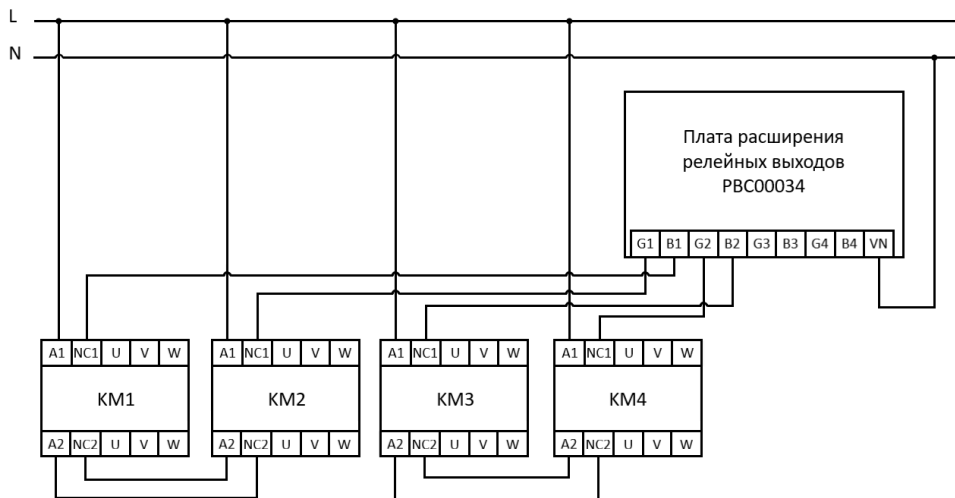 L
N
Плата расширения
релейных выходов
PBC00034
G1 B1 G2 B2 G3 B3 G4 B4 VN
A1 NC1 U V W A1 NC1 U V W A1 NC1 U V W A1 NC1 U V W
KM1 KM2 KM3 KM4
A2 NC2 U V W A2 NC2 U V W A2 NC2 U V W A2 NC2 U V W